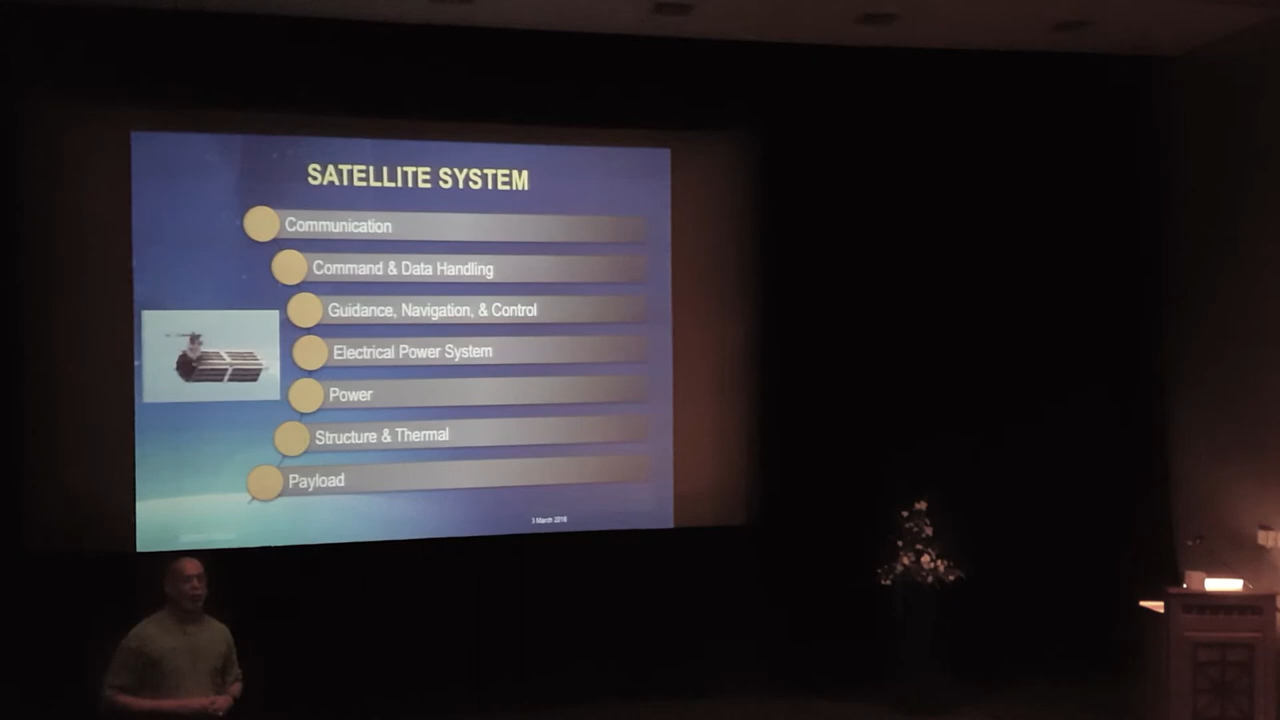 SATELLITE SYSTEM
Communication
Command & Data Handling
Guidance, Navigation, & Control
Electrical Power System
Power
Structure & Thermal
Payload
3 March 2016